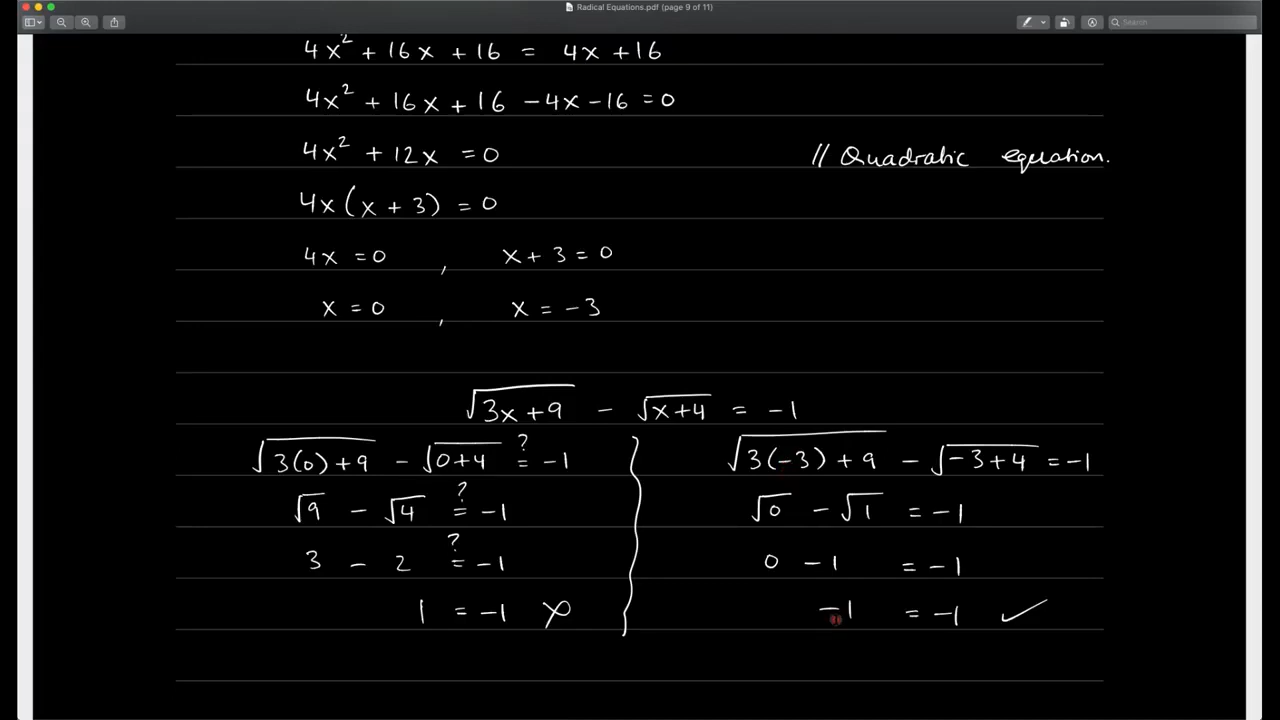 Radical Equations.pdf (page 9 of 11)
Search
4x² + 16x + 16 = 4x + 16
4x² + 16x + 16 - 4x - 16 = 0
4x² + 12x = 0 // Quadratic equation.
4x(x + 3) = 0
4x = 0 , x + 3 = 0
x = 0 , x = -3
√(3x + 9) - √(x+4) = -1
√(3(0) + 9) - √(0+4) ?= -1
√9 - √4 ?= -1
3 - 2 ?= -1
1 = -1 ✗
√(3(-3) + 9) - √(-3+4) = -1
√0 - √1 = -1
0 - 1 = -1
-1 = -1 ✓